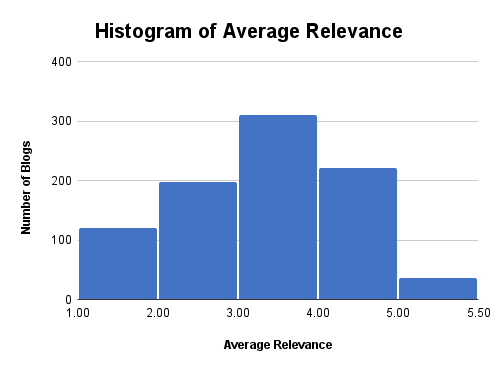 Histogram of Average Relevance
Number of Blogs
400
300
200
100
0
1.00 2.00 3.00 4.00 5.00 5.50
Average Relevance